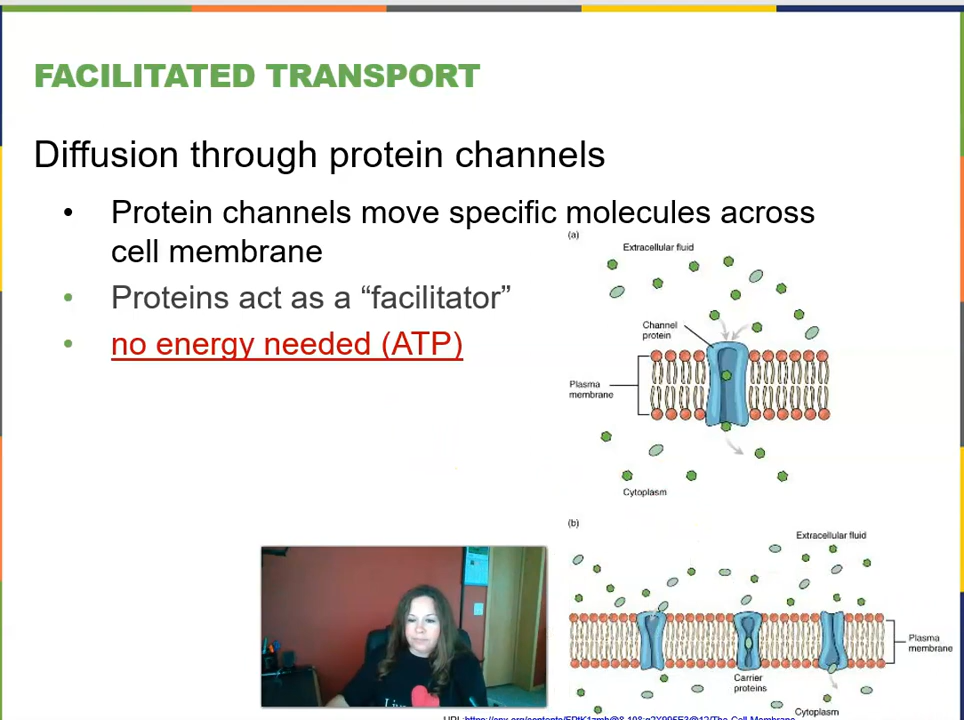 FACILITATED TRANSPORT
Diffusion through protein channels
• Protein channels move specific molecules across
cell membrane
• Proteins act as a “facilitator”
• no energy needed (ATP)
(a)
Extracellular fluid
Channel
protein
Plasma
membrane
Cytoplasm
(b)
Extracellular fluid
Plasma
membrane
Carrier
proteins
Cytoplasm